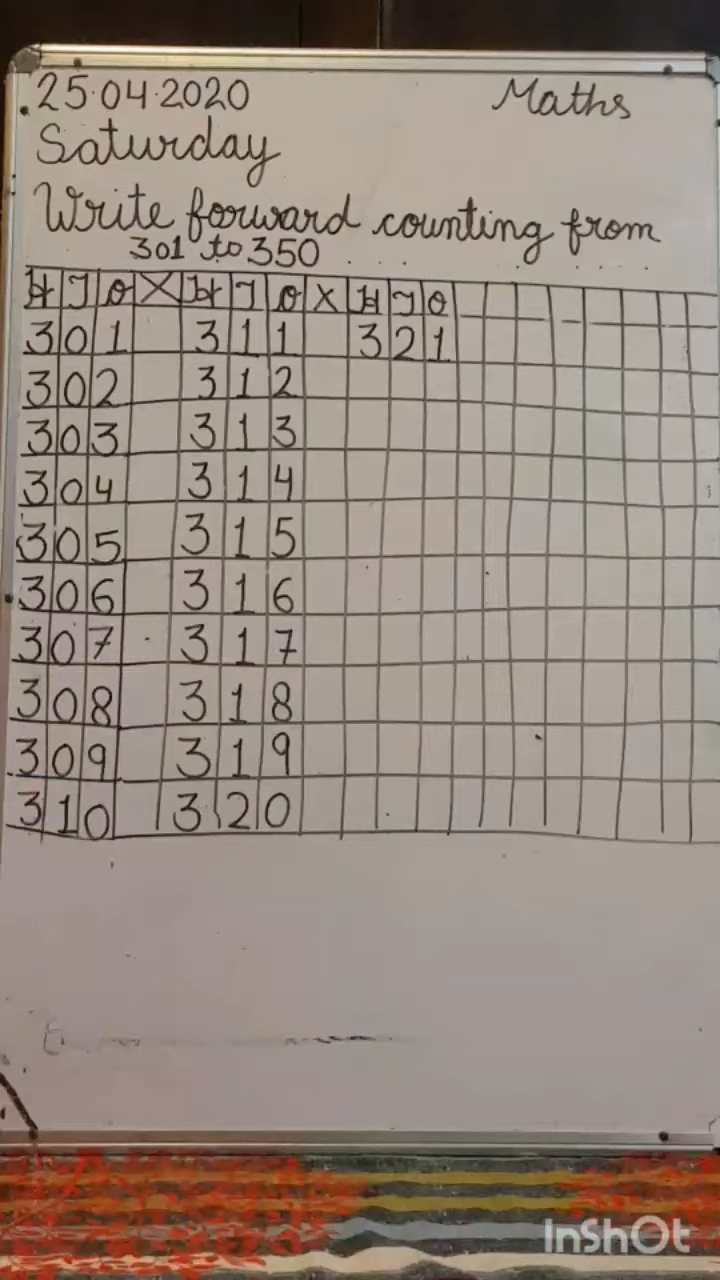 25.04.2020 Maths
Saturday
Write forward counting from
301 to 350
H T O X H T O X H T O
301 311 321
302 312
303 313
304 314
305 315
306 316
307 317
308 318
309 319
310 320
InShOt